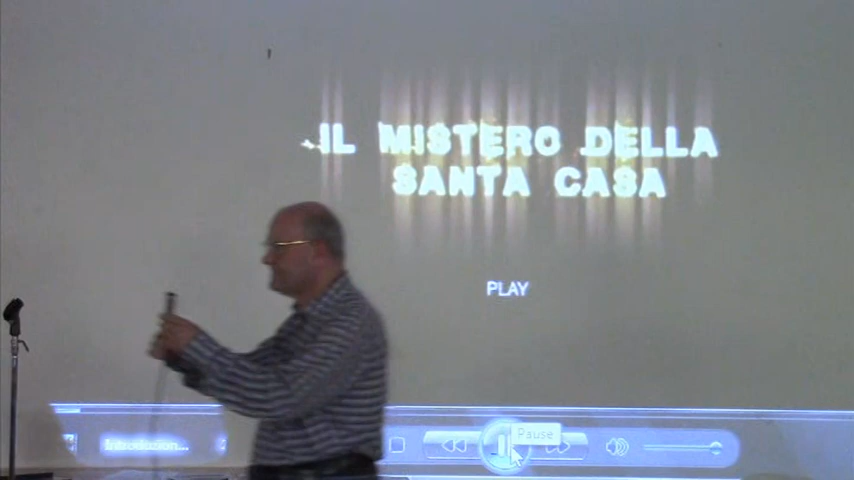 IL MISTERO DELLA
SANTA CASA
PLAY
Introduzion...
Pause